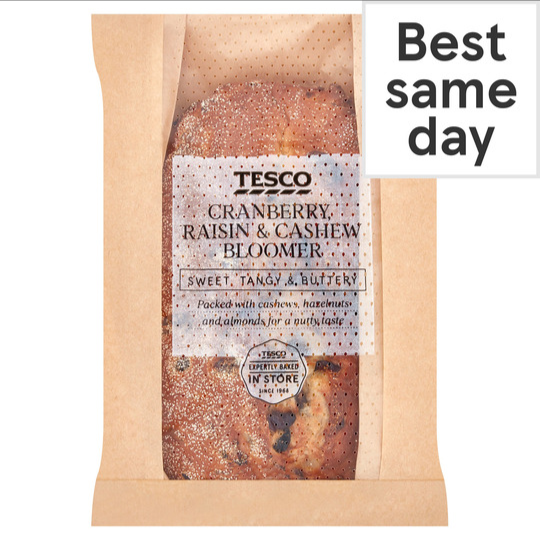 Best
same
day
TESCO
CRANBERRY,
RAISIN & CASHEW
BLOOMER
SWEET, TANGY & BUTTERY
Packed with cashews, hazelnuts
and almonds for a nutty taste
TESCO
EXPERTLY BAKED
IN STORE
SINCE 1968